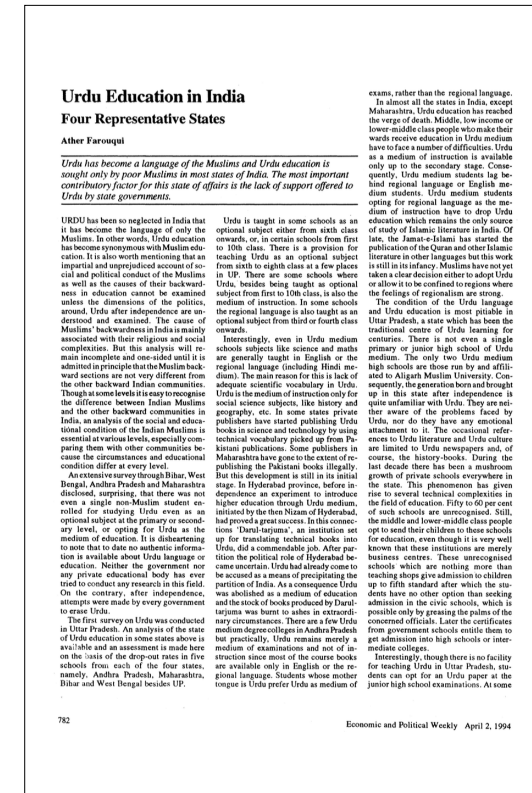 Urdu Education in India
Four Representative States
Ather Farouqui
Urdu has become a language of the Muslims and Urdu education is
sought only by poor Muslims in most states of India. The most important
contributory factor for this state of affairs is the lack of support offered to
Urdu by state governments.
URDU has been so neglected in India that
it has become the language of only the
Muslims. In other words, Urdu education
has become synonymous with Muslim edu-
cation. It is also worth mentioning that an
impartial and unprejudiced account of so-
cial and political conduct of the Muslims
as well as the causes of their backward-
ness in education cannot be examined
unless the dimensions of the politics,
around, Urdu after independence are un-
derstood and examined. The cause of
Muslims' backwardness in India is mainly
associated with their religious and social
complexities. But this analysis will re-
main incomplete and one-sided until it is
admitted in principle that the Muslim back-
ward sections are not very different from
the other backward Indian communities.
Though at some levels it is easy to recognise
the difference between Indian Muslims
and the other backward communities in
India, an analysis of the social and educa-
tional condition of the Indian Muslims is
essential at various levels, especially com-
paring them with other communities be-
cause the circumstances and educational
condition differ at every level.
An extensive survey through Bihar, West
Bengal, Andhra Pradesh and Maharashtra
disclosed, surprising, that there was not
even a single non-Muslim student en-
rolled for studying Urdu even as an
optional subject at the primary or second-
ary level, or opting for Urdu as the
medium of education. It is disheartening
to note that to date no authentic informa-
tion is available about Urdu language or
education. Neither the government nor
any private educational body has ever
tried to conduct any research in this field.
On the contrary, after independence,
attempts were made by every government
to erase Urdu.
The first survey on Urdu was conducted
in Uttar Pradesh. An analysis of the state
of Urdu education in some states above is
available and an assessment is made here
on the basis of the drop-out rates in five
schools from each of the four states,
namely, Andhra Pradesh, Maharashtra,
Bihar and West Bengal besides UP.
Urdu is taught in some schools as an
optional subject either from sixth class
onwards, or, in certain schools from first
to 10th class. There is a provision for
teaching Urdu as an optional subject
from sixth to eighth class at a few places
in UP. There are some schools where
Urdu, besides being taught as optional
subject from first to 10th class, is also the
medium of instruction. In some schools
the regional language is also taught as an
optional subject from third or fourth class
onwards.
Interestingly, even in Urdu medium
schools subjects like science and maths
are generally taught in English or the
regional language (including Hindi me-
dium). The main reason for this is lack of
adequate scientific vocabulary in Urdu.
Urdu is the medium of instruction only for
social science subjects, like history and
geography, etc. In some states private
publishers have started publishing Urdu
books in science and technology by using
technical vocabulary picked up from Pa-
kistani publications. Some publishers in
Maharashtra have gone to the extent of re-
publishing the Pakistani books illegally.
But this development is still in its initial
stage. In Hyderabad province, before in-
dependence an experiment to introduce
higher education through Urdu medium,
initiated by the then Nizam of Hyderabad,
had proved a great success. In this connec-
tions 'Darul-tarjuma', an institution set
up for translating technical books into
Urdu, did a commendable job. After par-
tition the political role of Hyderabad be-
came uncertain. Urdu had already come to
be accused as a means of precipitating the
partition of India. As a consequence Urdu
was abolished as a medium of education
and the stock of books produced by Darul-
tarjuma was burnt to ashes in extraordi-
nary circumstances. There are a few Urdu
medium degree colleges in Andhra Pradesh
but practically, Urdu remains merely a
medium of examinations and not of in-
struction since most of the course books
are available only in English or the re-
gional language. Students whose mother
tongue is Urdu prefer Urdu as medium of
exams, rather than the regional language.
In almost all the states in India, except
Maharashtra, Urdu education has reached
the verge of death. Middle, low income or
lower-middle class people who make their
wards receive education in Urdu medium
have to face a number of difficulties. Urdu
as a medium of instruction is available
only up to the secondary stage. Conse-
quently, Urdu medium students lag be-
hind regional language or English me-
dium students. Urdu medium students
opting for regional language as the me-
dium of instruction have to drop Urdu
education which remains the only source
of study of Islamic literature in India. Of
late, the Jamat-e-Islami has started the
publication of the Quran and other Islamic
literature in other languages but this work
is still in its infancy. Muslims have not yet
taken a clear decision either to adopt Urdu
or allow it to be confined to regions where
the feelings of regionalism are strong.
The condition of the Urdu language
and Urdu education is most pitiable in
Uttar Pradesh, a state which has been the
traditional centre of Urdu learning for
centuries. There is not even a single
primary or junior high school of Urdu
medium. The only two Urdu medium
high schools are those run by and affili-
ated to Aligarh Muslim University. Con-
sequently, the generation born and brought
up in this state after independence is
quite unfamiliar with Urdu. They are nei-
ther aware of the problems faced by
Urdu, nor do they have any emotional
attachment to it. The occasional refer-
ences to Urdu literature and Urdu culture
are limited to Urdu newspapers and, of
course, the history-books. During the
last decade there has been a mushroom
growth of private schools everywhere in
the state. This phenomenon has given
rise to several technical complexities in
the field of education. Fifty to 60 per cent
of such schools are unrecognised. Still,
the middle and lower-middle class people
opt to send their children to these schools
for education, even though it is very well
known that these institutions are merely
business centres. These unrecognised
schools which are nothing more than
teaching shops give admission to children
up to fifth standard after which the stu-
dents have no other option than seeking
admission in the civic schools, which is
possible only by greasing the palms of the
concerned officials. Later the certificates
from government schools entitle them to
get admission into high schools or inter-
mediate colleges.
Interestingly, though there is no facility
for teaching Urdu in Uttar Pradesh, stu-
dents can opt for an Urdu paper at the
junior high school examinations. At some
782
Economic and Political Weekly April 2, 1994